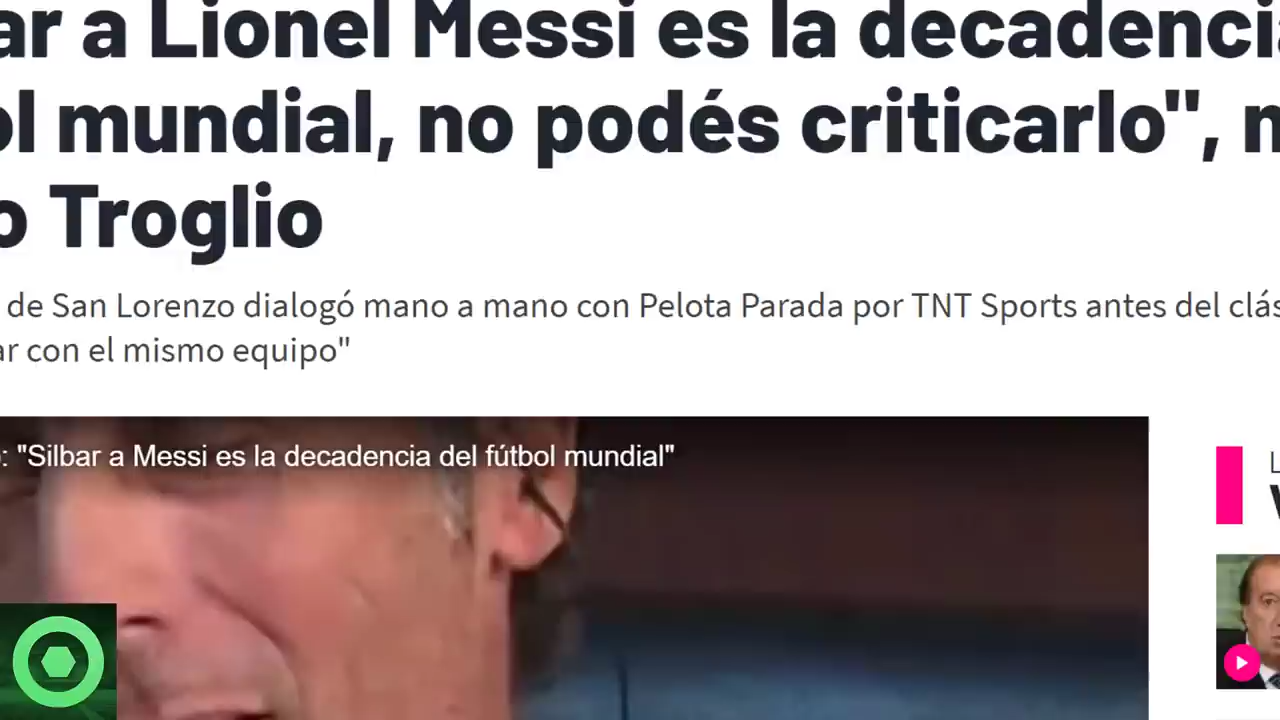 ar a Lionel Messi es la decadencia
ol mundial, no podés criticarlo", 
o Troglio
de San Lorenzo dialogó mano a mano con Pelota Parada por TNT Sports antes del clás
ar con el mismo equipo"
: "Silbar a Messi es la decadencia del fútbol mundial"
L